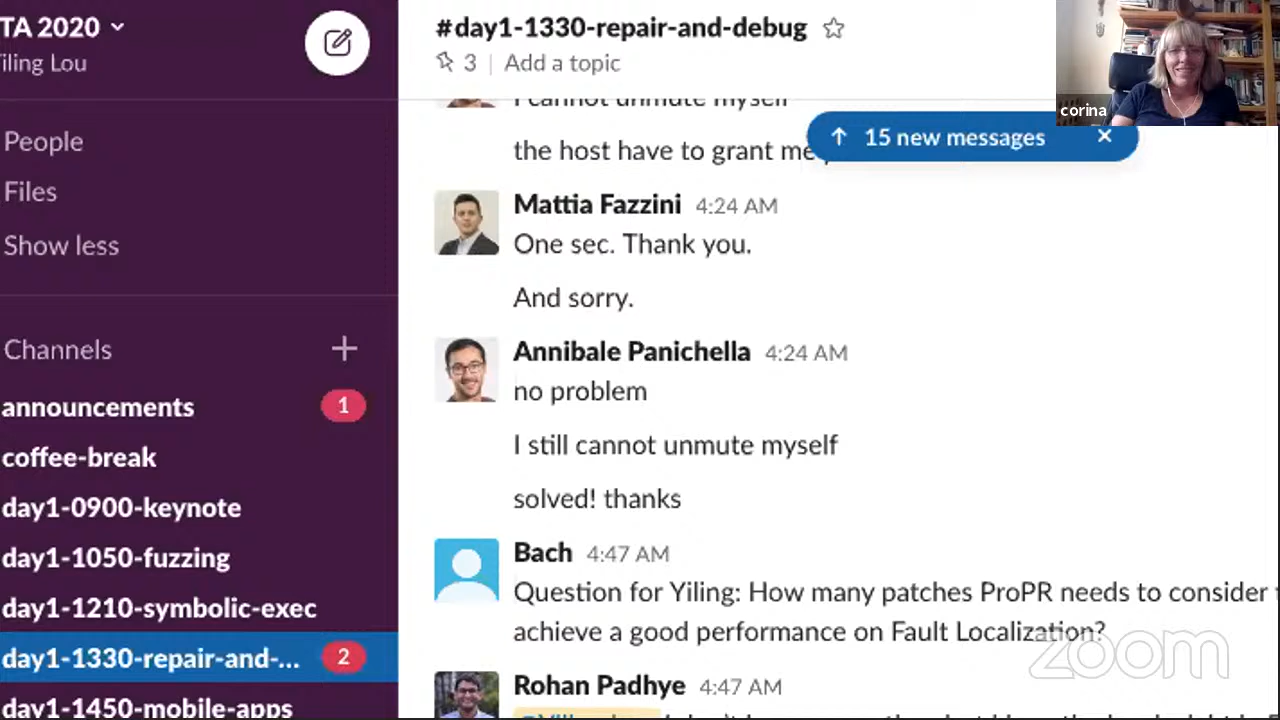 TA 2020
iling Lou
People
Files
Show less
Channels
announcements 1
coffee-break
day1-0900-keynote
day1-1050-fuzzing
day1-1210-symbolic-exec
day1-1330-repair-and-... 2
day1-1450-mobile-apps
#day1-1330-repair-and-debug
3 | Add a topic
I cannot unmute myself
15 new messages
the host have to grant me
Mattia Fazzini 4:24 AM
One sec. Thank you.
And sorry.
Annibale Panichella 4:24 AM
no problem
I still cannot unmute myself
solved! thanks
Bach 4:47 AM
Question for Yiling: How many patches ProPR needs to consider
achieve a good performance on Fault Localization?
Rohan Padhye 4:47 AM
corina
zoom